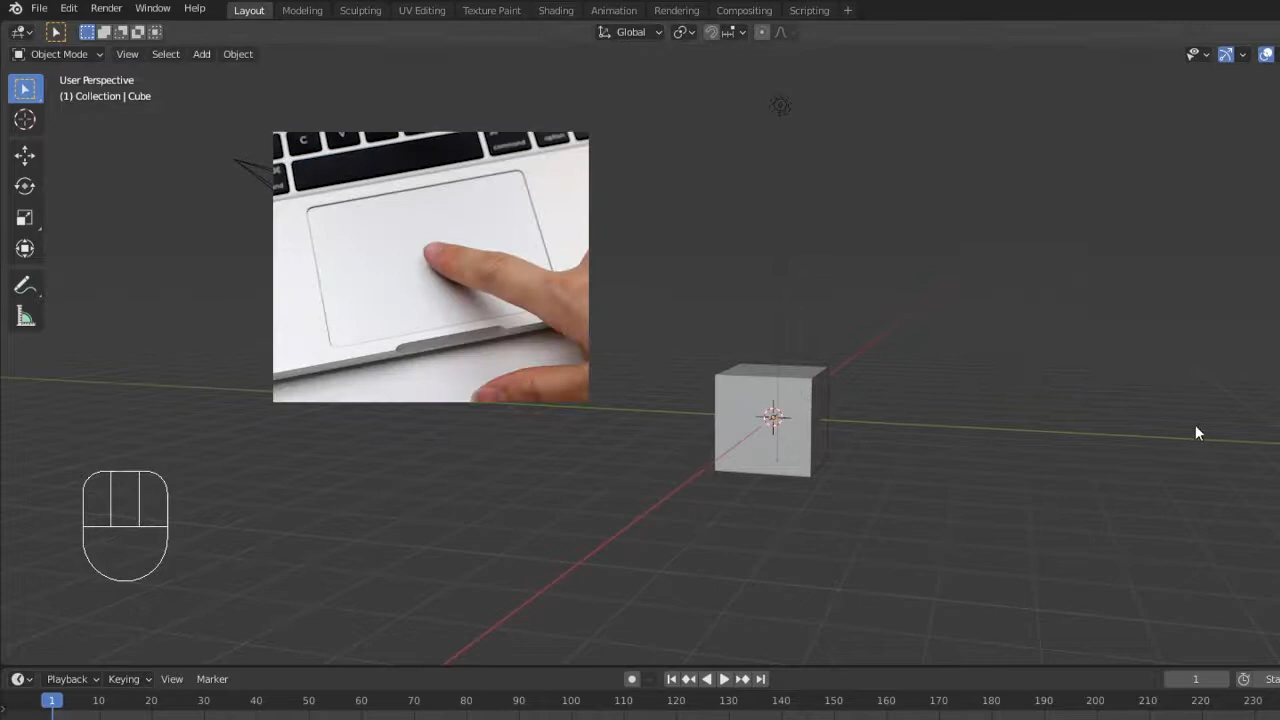 File Edit Render Window Help Layout Modeling Sculpting UV Editing Texture Paint Shading Animation Rendering Compositing Scripting +
Global
Object Mode View Select Add Object
User Perspective
(1) Collection | Cube
C
command
option
Playback Keying View Marker 1 Sta
1 10 20 30 40 50 60 70 80 90 100 110 120 130 140 150 160 170 180 190 200 210 220 230